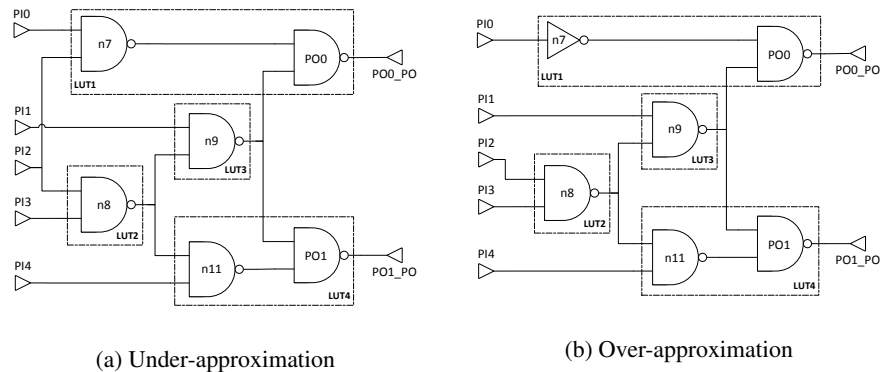 PI0
n7
LUT1
PO0
PO0_PO
PI1
n9
LUT3
PI2
n8
LUT2
PI3
n11
PO1
LUT4
PI4
PO1_PO
(a) Under-approximation
PI0
n7
LUT1
PO0
PO0_PO
PI1
n9
LUT3
PI2
n8
LUT2
PI3
n11
PO1
LUT4
PI4
PO1_PO
(b) Over-approximation